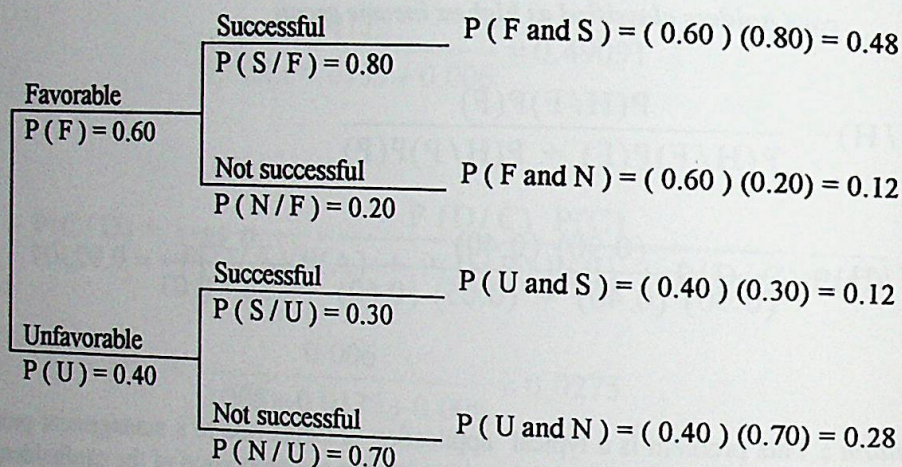 Successful P ( F and S ) = ( 0.60 ) (0.80) = 0.48
P ( S / F ) = 0.80
Favorable
P ( F ) = 0.60
Not successful P ( F and N ) = ( 0.60 ) (0.20) = 0.12
P ( N / F ) = 0.20
Successful P ( U and S ) = ( 0.40 ) (0.30) = 0.12
P ( S / U ) = 0.30
Unfavorable
P ( U ) = 0.40
Not successful P ( U and N ) = ( 0.40 ) (0.70) = 0.28
P ( N / U ) = 0.70